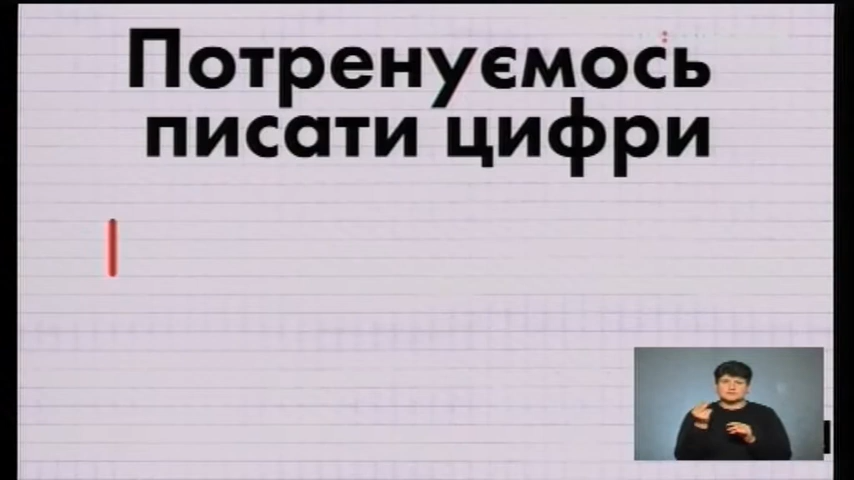 Потренуємось
писати цифри